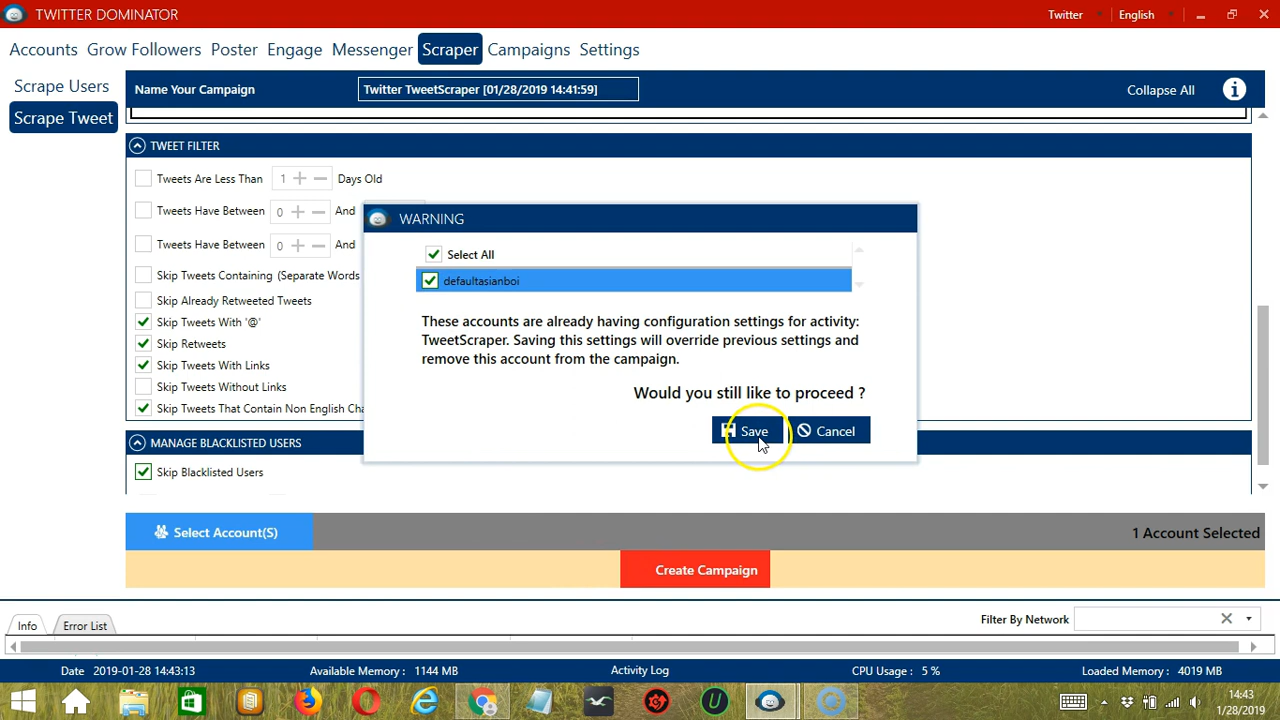 TWITTER DOMINATOR
Twitter
English
Accounts
Grow Followers
Poster
Engage
Messenger
Scraper
Campaigns
Settings
Scrape Users
Scrape Tweet
Name Your Campaign
Twitter TweetScraper [01/28/2019 14:41:59]
Collapse All
TWEET FILTER
Tweets Are Less Than
1
Days Old
Tweets Have Between
0
And
Tweets Have Between
0
And
Skip Tweets Containing (Separate Words
Skip Already Retweeted Tweets
Skip Tweets With '@'
Skip Retweets
Skip Tweets With Links
Skip Tweets Without Links
Skip Tweets That Contain Non English Cha
WARNING
Select All
defaultasianboi
These accounts are already having configuration settings for activity:
TweetScraper. Saving this settings will override previous settings and
remove this account from the campaign.
Would you still like to proceed ?
Save
Cancel
MANAGE BLACKLISTED USERS
Skip Blacklisted Users
Select Account(S)
1 Account Selected
Create Campaign
Info
Error List
Filter By Network
Date 2019-01-28 14:43:13
Available Memory : 1144 MB
Activity Log
CPU Usage : 5 %
Loaded Memory : 4019 MB
14:43
1/28/2019